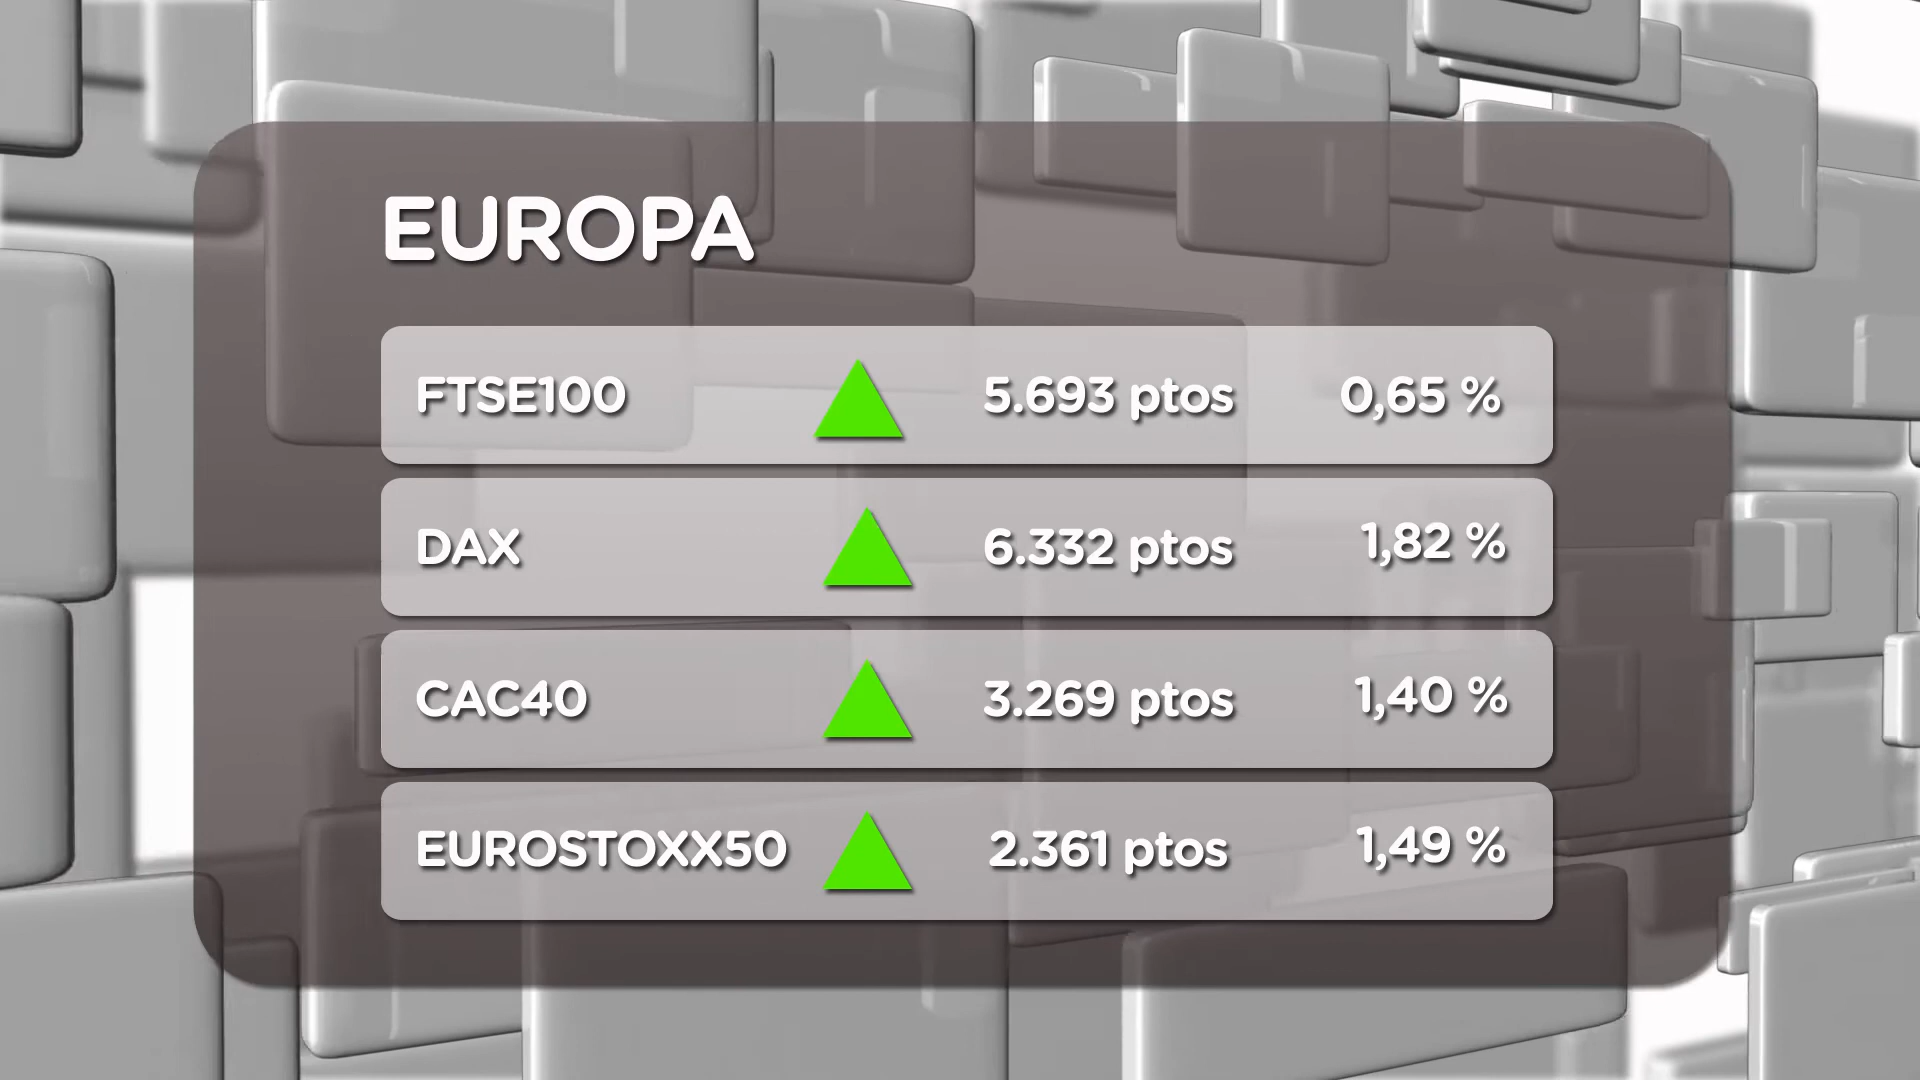 EUROPA
FTSE100 5.693 ptos 0,65 %
DAX 6.332 ptos 1,82 %
CAC40 3.269 ptos 1,40 %
EUROSTOXX50 2.361 ptos 1,49 %